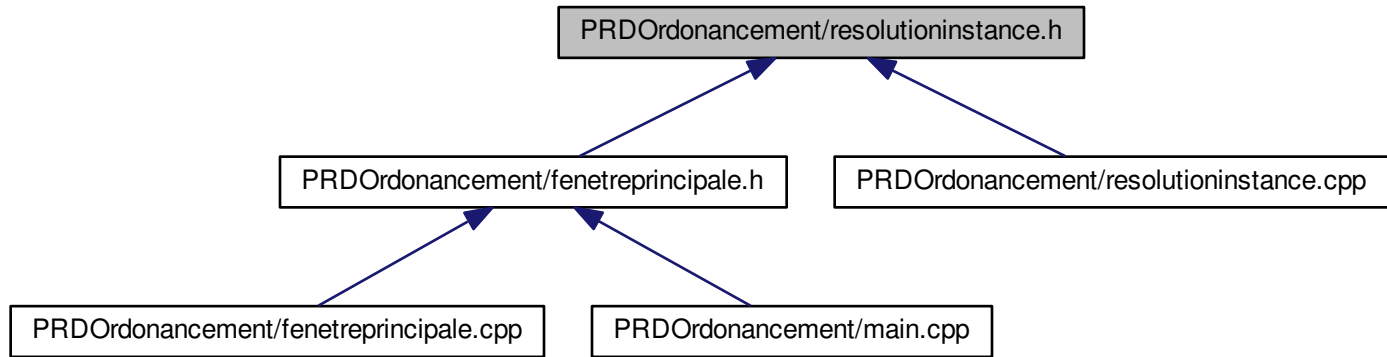 PRDOrdonancement/resolutioninstance.h
PRDOrdonancement/fenetreprincipale.h
PRDOrdonancement/resolutioninstance.cpp
PRDOrdonancement/fenetreprincipale.cpp
PRDOrdonancement/main.cpp